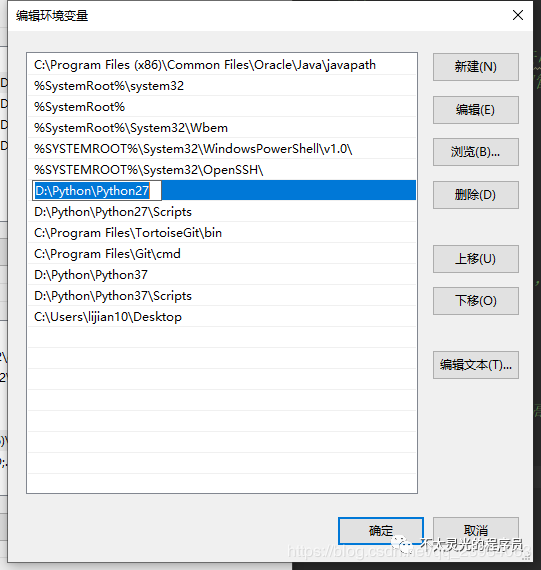 编辑环境变量
C:\Program Files (x86)\Common Files\Oracle\Java\javapath
%SystemRoot%\system32
%SystemRoot%
%SystemRoot%\System32\Wbem
%SYSTEMROOT%\System32\WindowsPowerShell\v1.0\
%SYSTEMROOT%\System32\OpenSSH\
D:\Python\Python27
D:\Python\Python27\Scripts
C:\Program Files\TortoiseGit\bin
C:\Program Files\Git\cmd
D:\Python\Python37
D:\Python\Python37\Scripts
C:\Users\lijian10\Desktop
新建(N)
编辑(E)
浏览(B)...
删除(D)
上移(U)
下移(O)
编辑文本(T)...
确定
取消
不太灵光的程序员